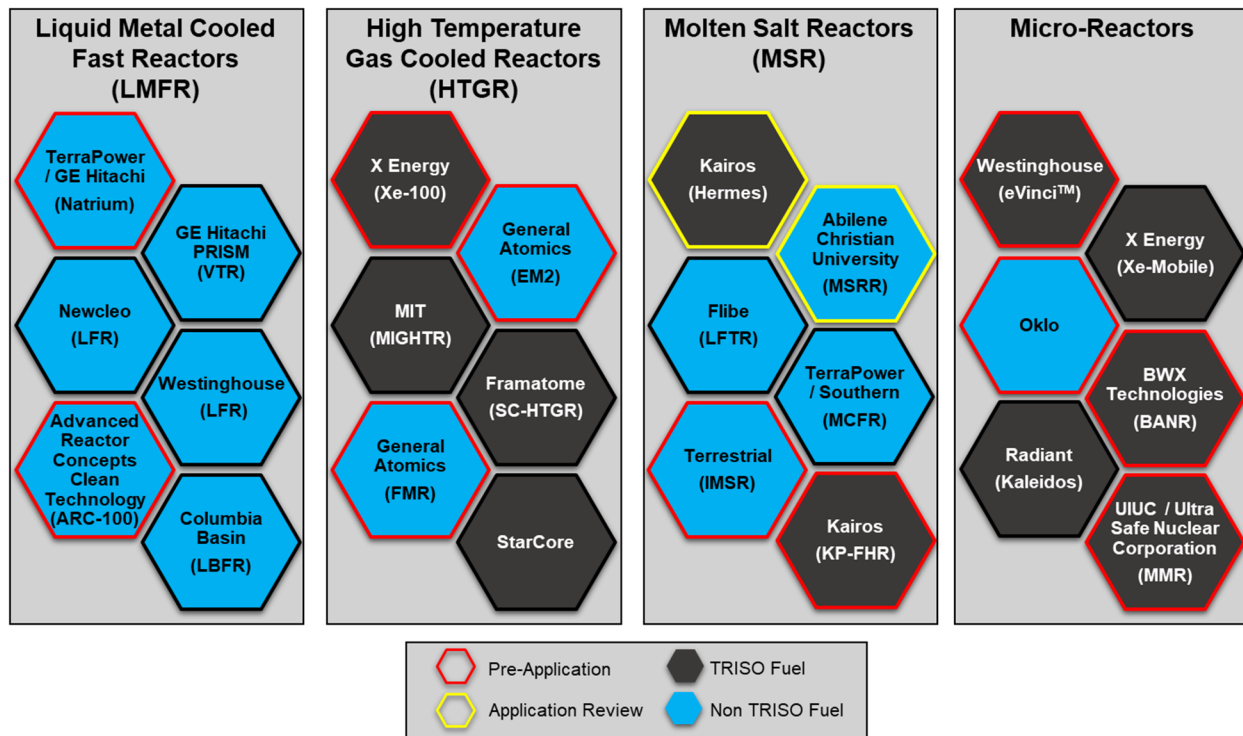 Liquid Metal Cooled
Fast Reactors
(LMFR)
TerraPower
/ GE Hitachi
(Natrium)
GE Hitachi
PRISM
(VTR)
Newcleo
(LFR)
Westinghouse
(LFR)
Advanced
Reactor
Concepts
Clean
Technology
(ARC-100)
Columbia
Basin
(LBFR)
High Temperature
Gas Cooled Reactors
(HTGR)
X Energy
(Xe-100)
General
Atomics
(EM2)
MIT
(MIGHTR)
Framatome
(SC-HTGR)
General
Atomics
(FMR)
StarCore
Molten Salt Reactors
(MSR)
Kairos
(Hermes)
Abilene
Christian
University
(MSRR)
Flibe
(LFTR)
TerraPower
/ Southern
(MCFR)
Terrestrial
(IMSR)
Kairos
(KP-FHR)
Micro-Reactors
Westinghouse
(eVinci™)
X Energy
(Xe-Mobile)
Oklo
BWX
Technologies
(BANR)
Radiant
(Kaleidos)
UIUC / Ultra
Safe Nuclear
Corporation
(MMR)
Pre-Application
TRISO Fuel
Application Review
Non TRISO Fuel